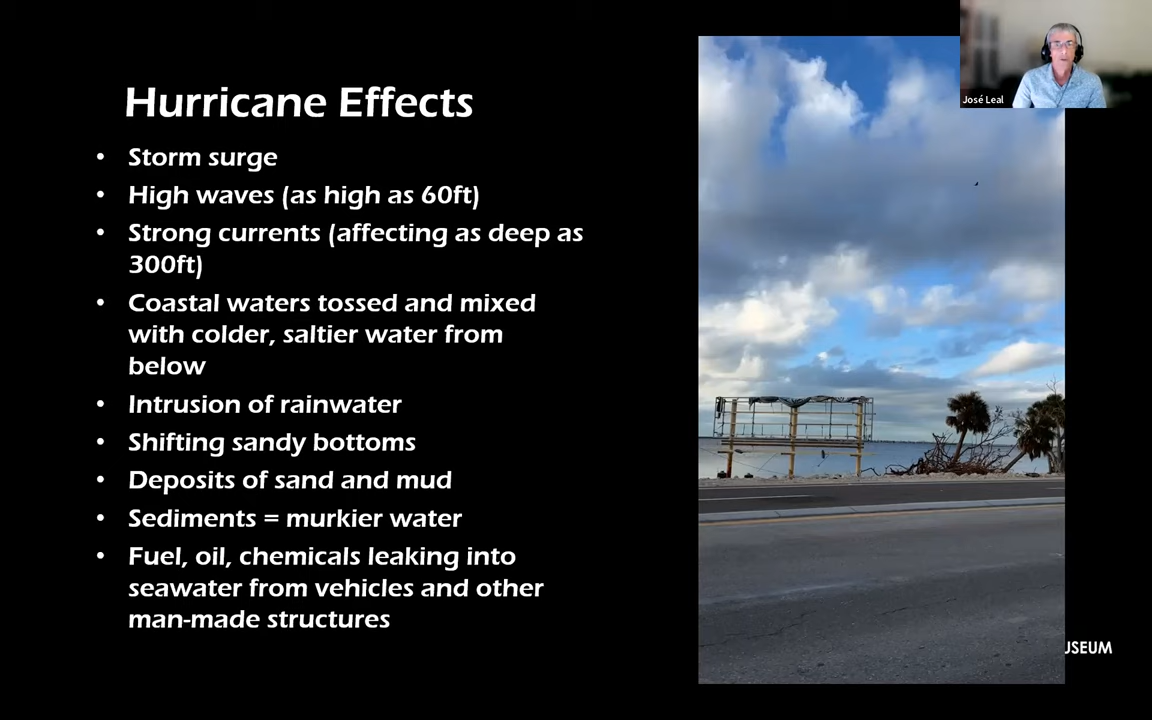 José Leal
Hurricane Effects
• Storm surge
• High waves (as high as 60ft)
• Strong currents (affecting as deep as
300ft)
• Coastal waters tossed and mixed
with colder, saltier water from
below
• Intrusion of rainwater
• Shifting sandy bottoms
• Deposits of sand and mud
• Sediments = murkier water
• Fuel, oil, chemicals leaking into
seawater from vehicles and other
man-made structures
USEUM